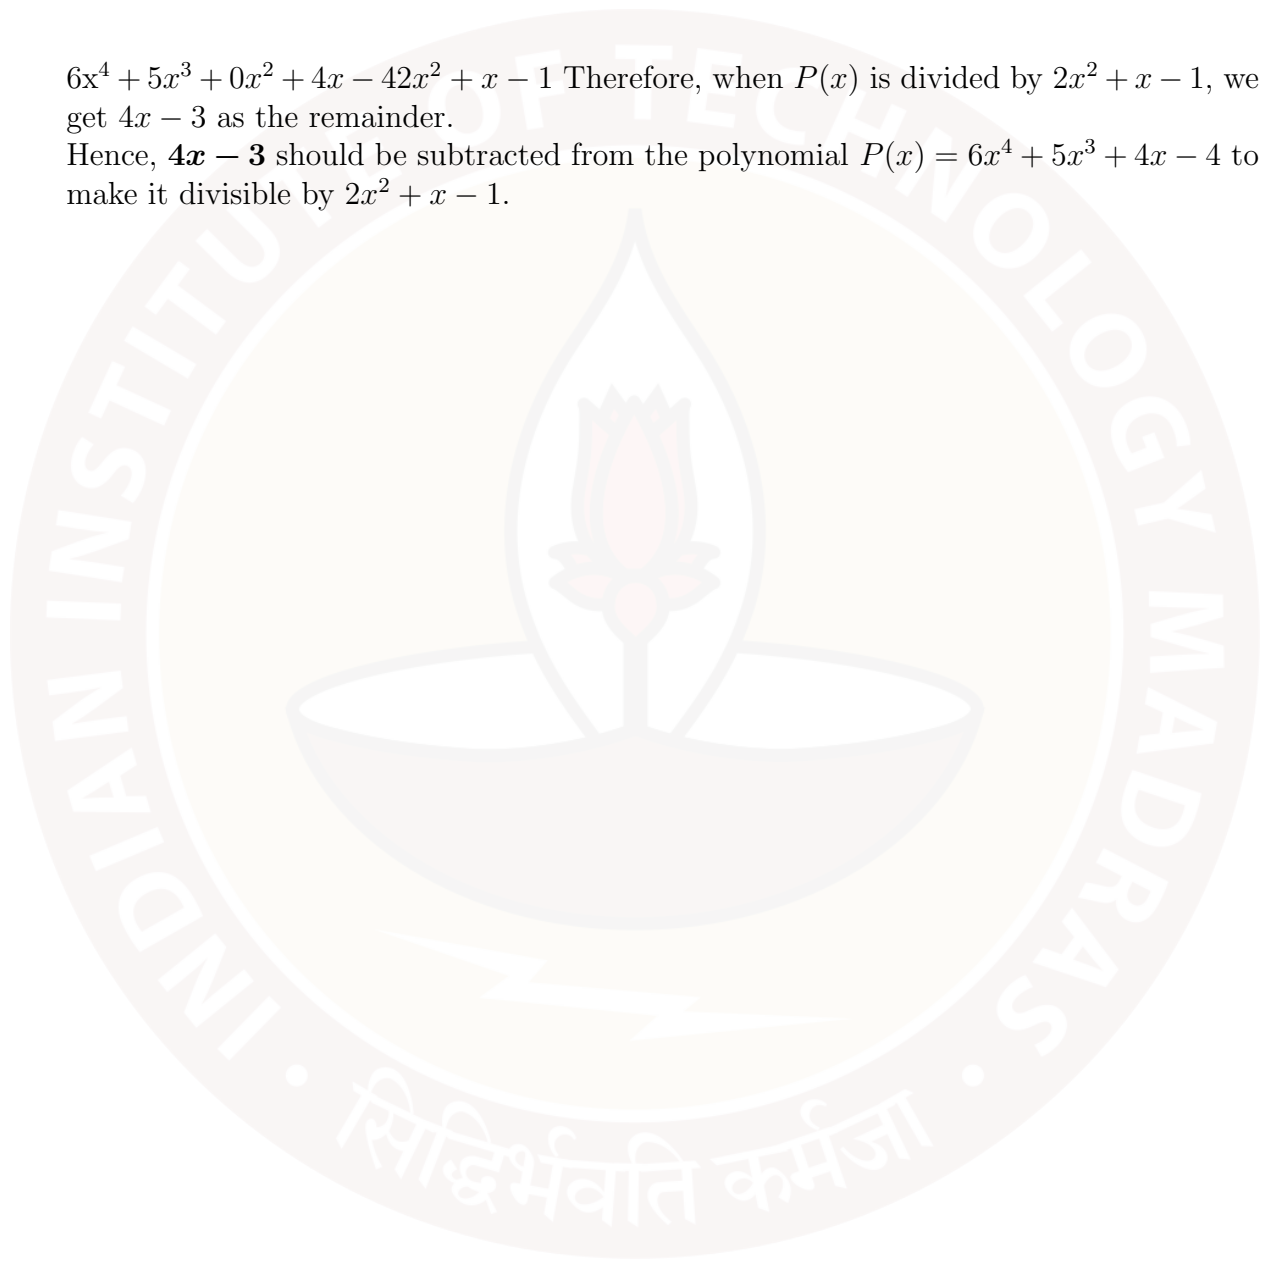 6x⁴ + 5x³ + 0x² + 4x − 42x² + x − 1 Therefore, when P(x) is divided by 2x² + x − 1, we
get 4x − 3 as the remainder.
Hence, 4x − 3 should be subtracted from the polynomial P(x) = 6x⁴ + 5x³ + 4x − 4 to
make it divisible by 2x² + x − 1.
INDIAN INSTITUTE OF TECHNOLOGY MADRAS
सिद्धिर्भवति कर्मजा